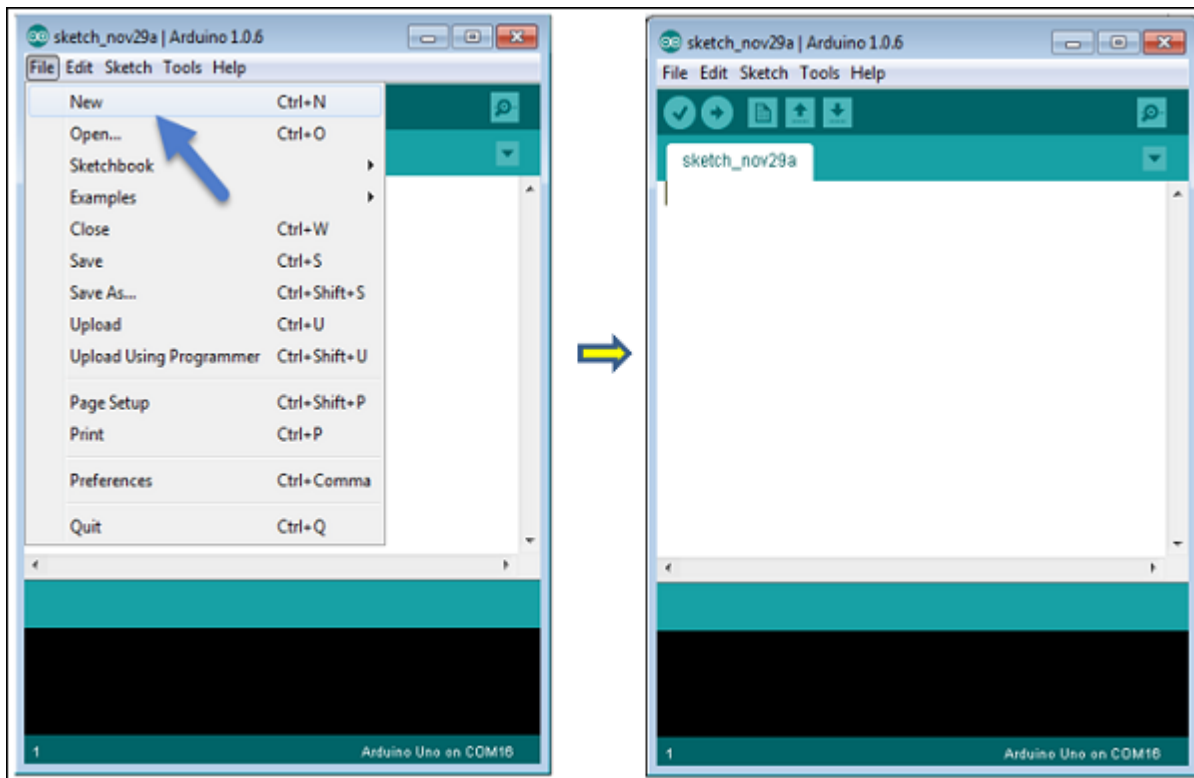 sketch_nov29a | Arduino 1.0.6
File Edit Sketch Tools Help
New Ctrl+N
Open... Ctrl+O
Sketchbook
Examples
Close Ctrl+W
Save Ctrl+S
Save As... Ctrl+Shift+S
Upload Ctrl+U
Upload Using Programmer Ctrl+Shift+U
Page Setup Ctrl+Shift+P
Print Ctrl+P
Preferences Ctrl+Comma
Quit Ctrl+Q
1 Arduino Uno on COM16
sketch_nov29a | Arduino 1.0.6
File Edit Sketch Tools Help
sketch_nov29a
1 Arduino Uno on COM16